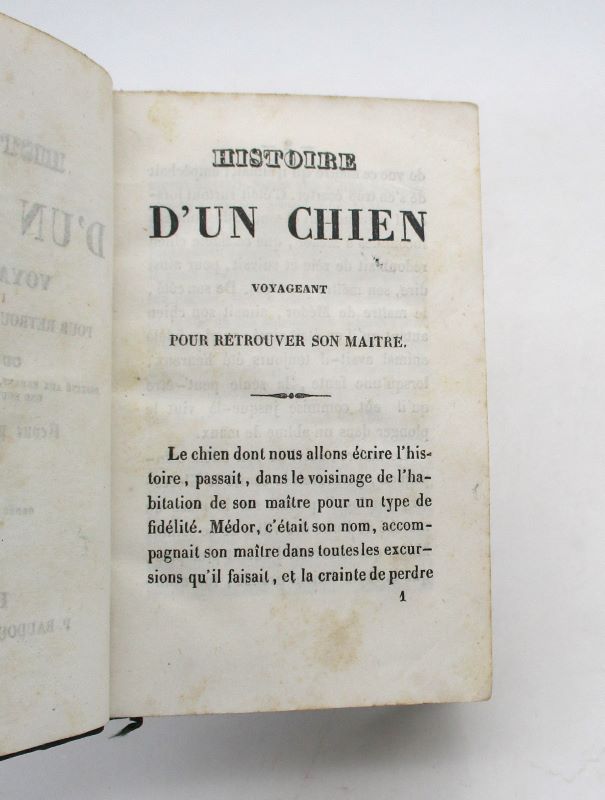 HISTOIRE
D'UN CHIEN
VOYAGEANT
POUR RETROUVER SON MAITRE.
Le chien dont nous allons écrire l'his-
toire, passait, dans le voisinage de l'ha-
bitation de son maître pour un type de
fidélité. Médor, c'était son nom, accom-
pagnait son maître dans toutes les excur-
sions qu'il faisait, et la crainte de perdre
1